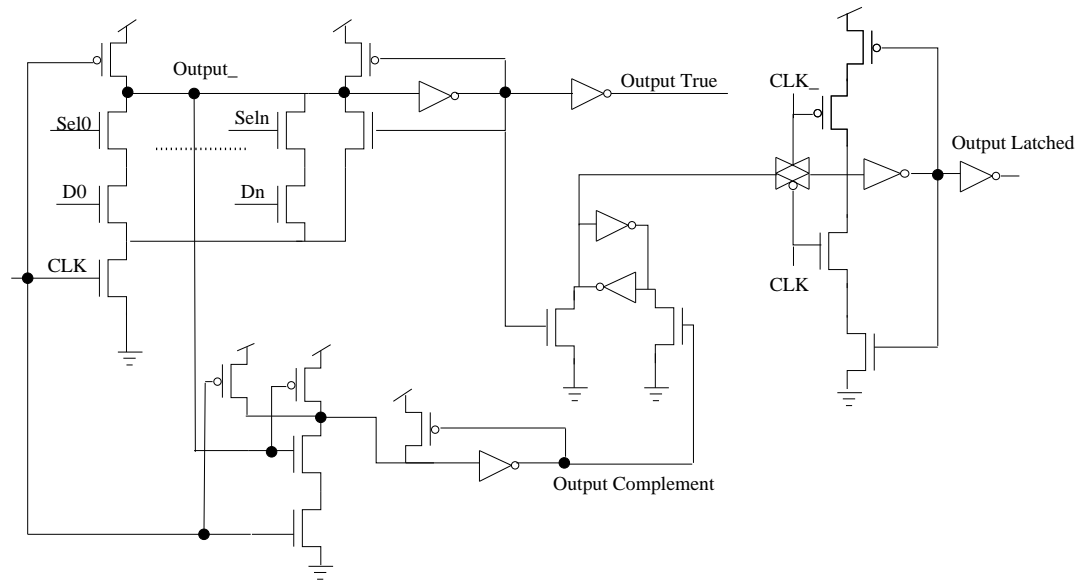 Output_
Output True
CLK_
Sel0
Seln
Output Latched
D0
Dn
CLK
CLK
Output Complement